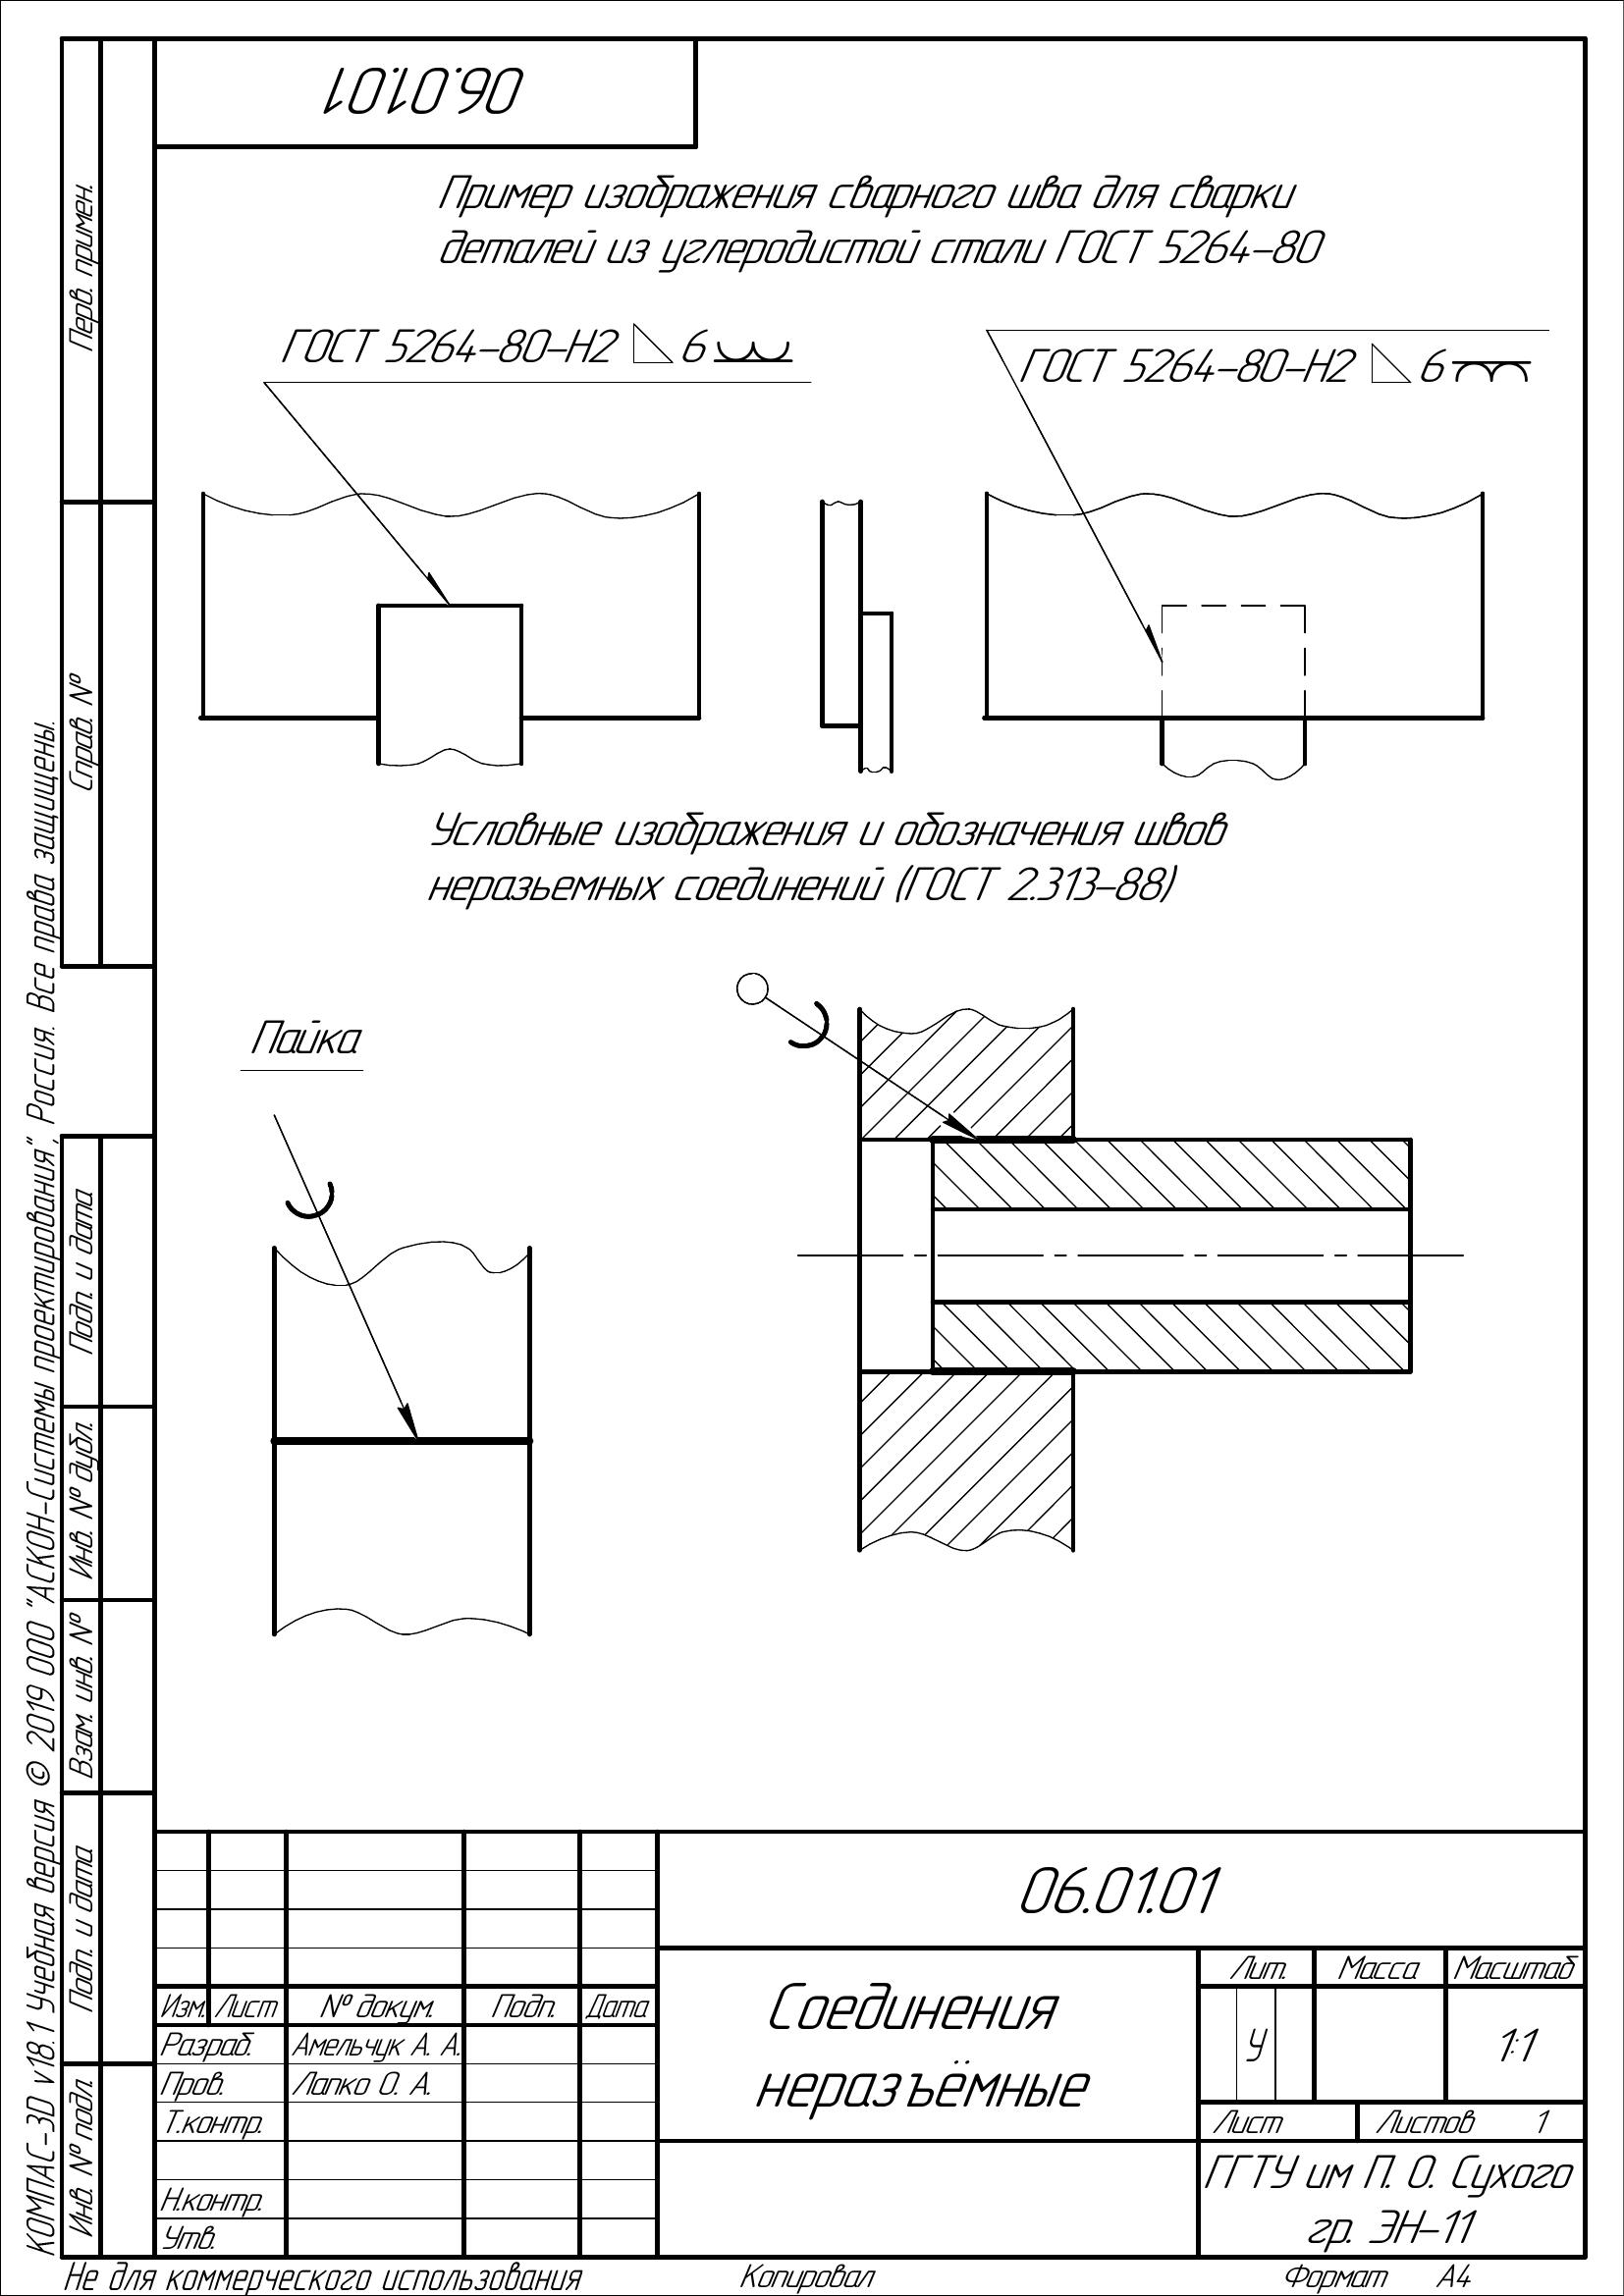 06.01.01
Пример изображения сварного шва для сварки
деталей из углеродистой стали ГОСТ 5264-80
ГОСТ 5264-80-Н2 6
ГОСТ 5264-80-Н2 6
Условные изображения и обозначения швов
неразьемных соединений (ГОСТ 2.313-88)
Пайка
Перв. примен.
Справ. №
Подп. и дата
Инв. № дубл.
Взам. инв. №
Подп. и дата
Инв. № подл.
КОМПАС-3D v18.1 Учебная версия © 2019 ООО "АСКОН-Системы проектирования", Россия. Все права защищены.
06.01.01
Изм. Лист № докум. Подп. Дата
Разраб. Амельчук А. А.
Пров. Лапко О. А.
Т.контр.
Н.контр.
Утв.
Соединения
неразъёмные
Лит. Масса Масштаб
У 1:1
Лист Листов 1
ГГТУ им П. О. Сухого
гр. ЭН-11
Не для коммерческого использования Копировал Формат А4